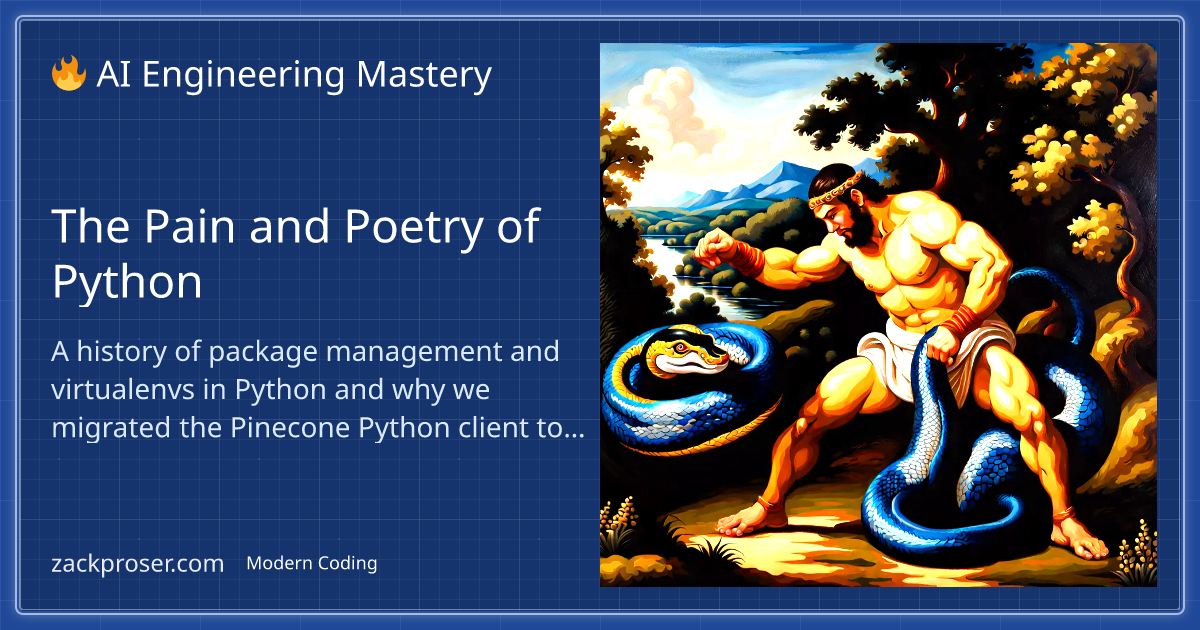 🔥 AI Engineering Mastery
The Pain and Poetry of
Python
A history of package management and
virtualenvs in Python and why we
migrated the Pinecone Python client to...
zackproser.com Modern Coding